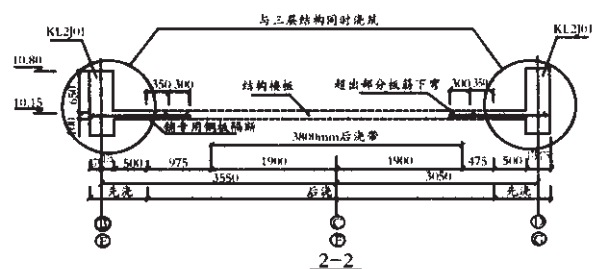 与三层结构同时浇筑
KL2J01
KL2J01
10.80
650
350 300
结构楼板
超出部分板筋下弯
300 350
10.15
100
3800mm后浇带
500 975 1900 1900 475 500
3550 3050
先浇 后浇 先浇
B C D
E F G
2-2